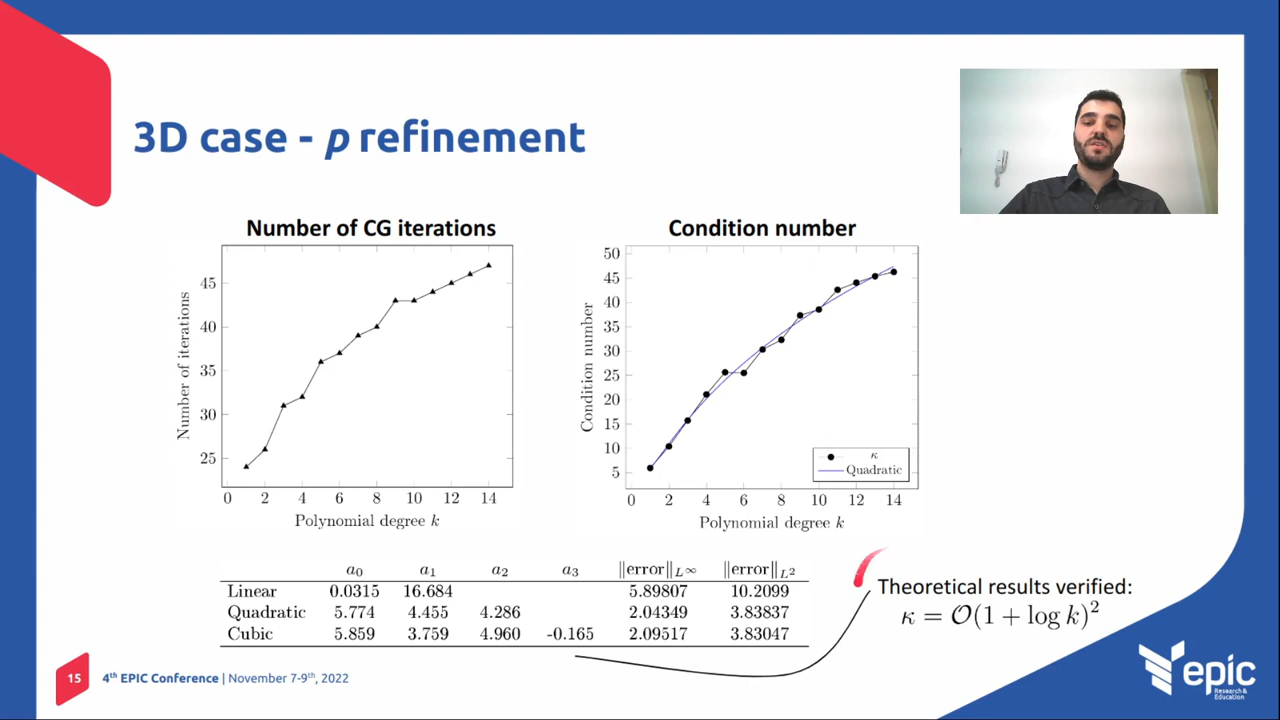 3D case - p refinement
Number of CG iterations
Number of iterations
45
40
35
30
25
0 2 4 6 8 10 12 14
Polynomial degree k
Condition number
Condition number
50
45
40
35
30
25
20
15
10
5
κ
Quadratic
0 2 4 6 8 10 12 14
Polynomial degree k
a₀ a₁ a₂ a₃ ‖error‖L∞ ‖error‖L²
Linear 0.0315 16.684 5.89807 10.2099
Quadratic 5.774 4.455 4.286 2.04349 3.83837
Cubic 5.859 3.759 4.960 -0.165 2.09517 3.83047
Theoretical results verified:
κ = 𝒪(1 + log k)²
15 4th EPIC Conference | November 7-9th, 2022
epic
Research &
Education